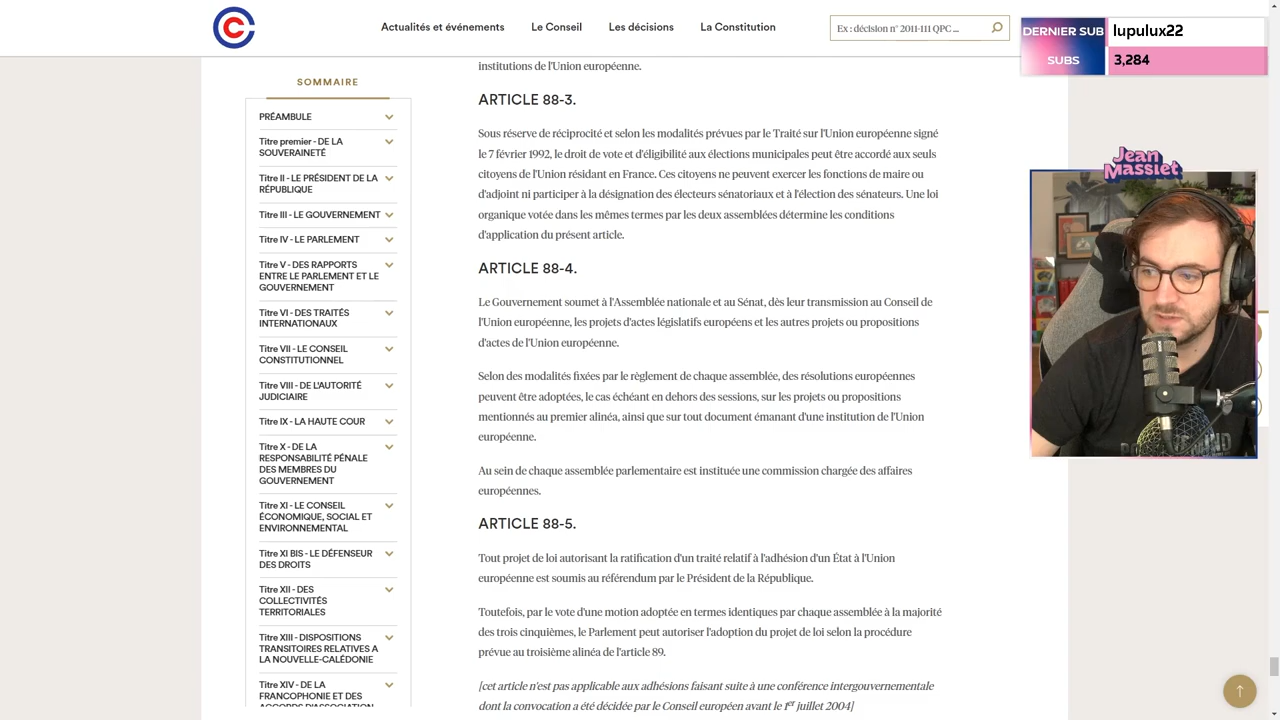 Actualités et événements
Le Conseil
Les décisions
La Constitution
Ex : décision n° 2011-111 QPC ...
DERNIER SUB
lupulux22
SUBS
3,284
Jean
Massiet
SOMMAIRE
PRÉAMBULE
Titre premier - DE LA
SOUVERAINETÉ
Titre II - LE PRÉSIDENT DE LA
RÉPUBLIQUE
Titre III - LE GOUVERNEMENT
Titre IV - LE PARLEMENT
Titre V - DES RAPPORTS
ENTRE LE PARLEMENT ET LE
GOUVERNEMENT
Titre VI - DES TRAITÉS
INTERNATIONAUX
Titre VII - LE CONSEIL
CONSTITUTIONNEL
Titre VIII - DE L'AUTORITÉ
JUDICIAIRE
Titre IX - LA HAUTE COUR
Titre X - DE LA
RESPONSABILITÉ PÉNALE
DES MEMBRES DU
GOUVERNEMENT
Titre XI - LE CONSEIL
ÉCONOMIQUE, SOCIAL ET
ENVIRONNEMENTAL
Titre XI BIS - LE DÉFENSEUR
DES DROITS
Titre XII - DES
COLLECTIVITÉS
TERRITORIALES
Titre XIII - DISPOSITIONS
TRANSITOIRES RELATIVES A
LA NOUVELLE-CALÉDONIE
Titre XIV - DE LA
FRANCOPHONIE ET DES
ACCORDS D'ASSOCIATION
institutions de l'Union européenne.
ARTICLE 88-3.
Sous réserve de réciprocité et selon les modalités prévues par le Traité sur l'Union européenne signé
le 7 février 1992, le droit de vote et d'éligibilité aux élections municipales peut être accordé aux seuls
citoyens de l'Union résidant en France. Ces citoyens ne peuvent exercer les fonctions de maire ou
d'adjoint ni participer à la désignation des électeurs sénatoriaux et à l'élection des sénateurs. Une loi
organique votée dans les mêmes termes par les deux assemblées détermine les conditions
d'application du présent article.
ARTICLE 88-4.
Le Gouvernement soumet à l'Assemblée nationale et au Sénat, dès leur transmission au Conseil de
l'Union européenne, les projets d'actes législatifs européens et les autres projets ou propositions
d'actes de l'Union européenne.
Selon des modalités fixées par le règlement de chaque assemblée, des résolutions européennes
peuvent être adoptées, le cas échéant en dehors des sessions, sur les projets ou propositions
mentionnés au premier alinéa, ainsi que sur tout document émanant d'une institution de l'Union
européenne.
Au sein de chaque assemblée parlementaire est instituée une commission chargée des affaires
européennes.
ARTICLE 88-5.
Tout projet de loi autorisant la ratification d'un traité relatif à l'adhésion d'un État à l'Union
européenne est soumis au référendum par le Président de la République.
Toutefois, par le vote d'une motion adoptée en termes identiques par chaque assemblée à la majorité
des trois cinquièmes, le Parlement peut autoriser l'adoption du projet de loi selon la procédure
prévue au troisième alinéa de l'article 89.
[cet article n'est pas applicable aux adhésions faisant suite à une conférence intergouvernementale
dont la convocation a été décidée par le Conseil européen avant le 1er juillet 2004]